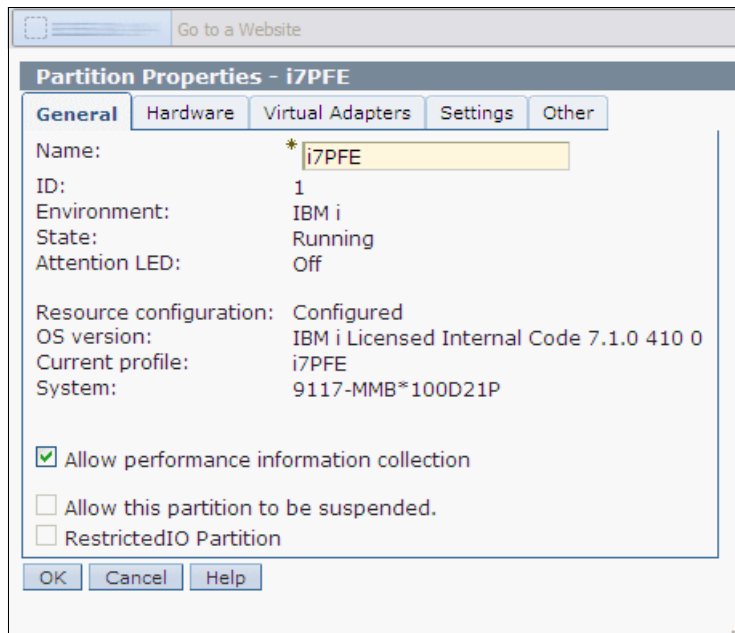 Go to a Website
Partition Properties - i7PFE
General Hardware Virtual Adapters Settings Other
Name: * i7PFE
ID: 1
Environment: IBM i
State: Running
Attention LED: Off
Resource configuration: Configured
OS version: IBM i Licensed Internal Code 7.1.0 410 0
Current profile: i7PFE
System: 9117-MMB*100D21P
Allow performance information collection
Allow this partition to be suspended.
RestrictedIO Partition
OK Cancel Help